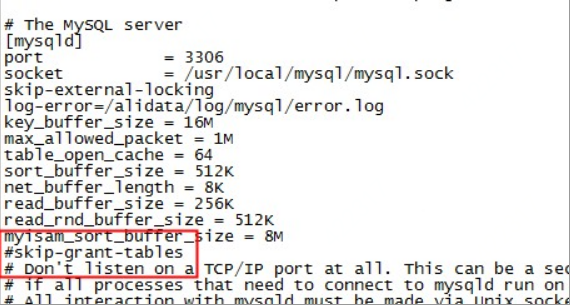 # The MySQL server
[mysqld]
port = 3306
socket = /usr/local/mysql/mysql.sock
skip-external-locking
log-error=/alidata/log/mysql/error.log
key_buffer_size = 16M
max_allowed_packet = 1M
table_open_cache = 64
sort_buffer_size = 512K
net_buffer_length = 8K
read_buffer_size = 256K
read_rnd_buffer_size = 512K
myisam_sort_buffer_size = 8M
#skip-grant-tables
# Don't listen on a TCP/IP port at all. This can be a sec
# if all processes that need to connect to mysqld run on
# All interaction with mysqld must be made via Unix socke